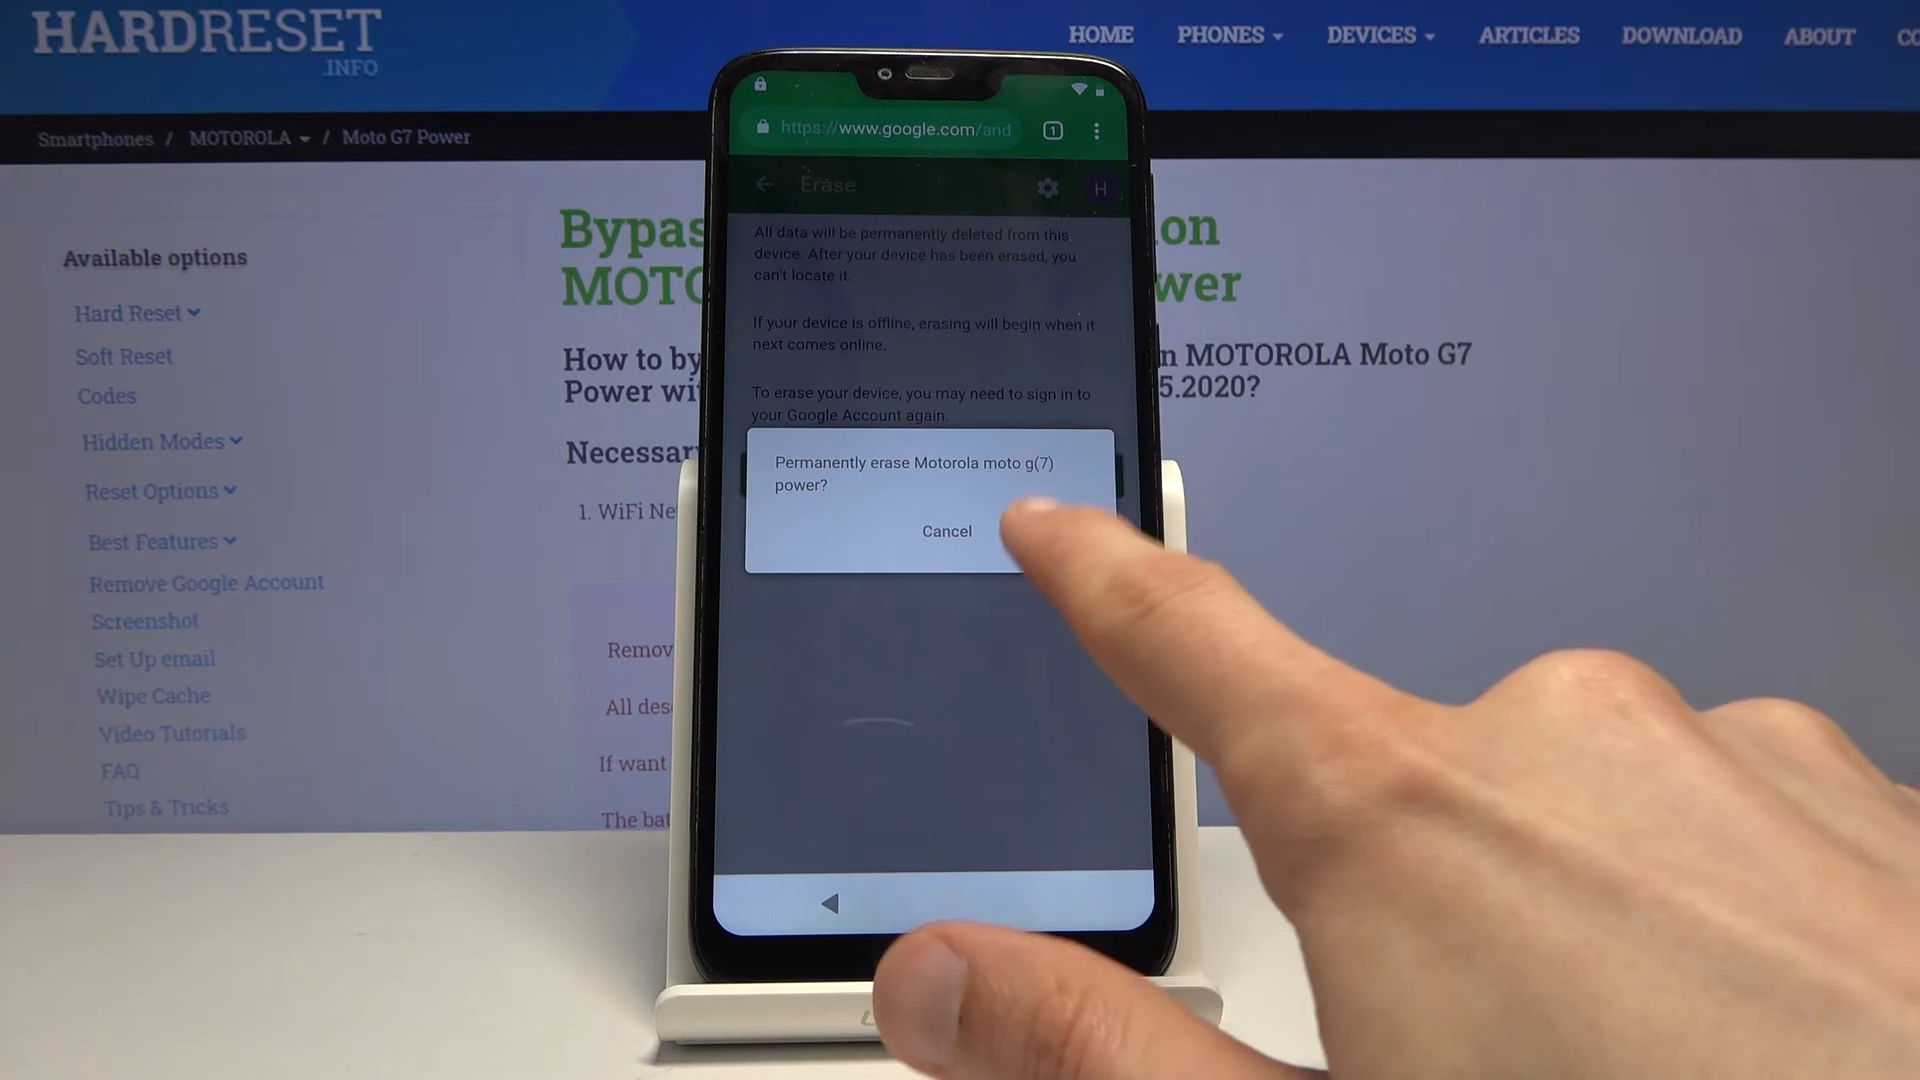 HARDRESET
.INFO
HOME PHONES DEVICES ARTICLES DOWNLOAD ABOUT
Smartphones / MOTOROLA / Moto G7 Power
Available options
Hard Reset
Soft Reset
Codes
Hidden Modes
Reset Options
Best Features
Remove Google Account
Screenshot
Set Up email
Wipe Cache
Video Tutorials
FAQ
Tips & Tricks
Bypas on
MOTO wer
How to by n MOTOROLA Moto G7
Power wi 5.2020?
Necessar
1. WiFi Ne
Remov
All des
If want
The bat
https://www.google.com/and
1
Erase
H
All data will be permanently deleted from this
device. After your device has been erased, you
can't locate it.
If your device is offline, erasing will begin when it
next comes online.
To erase your device, you may need to sign in to
your Google Account again.
Permanently erase Motorola moto g(7)
power?
Cancel